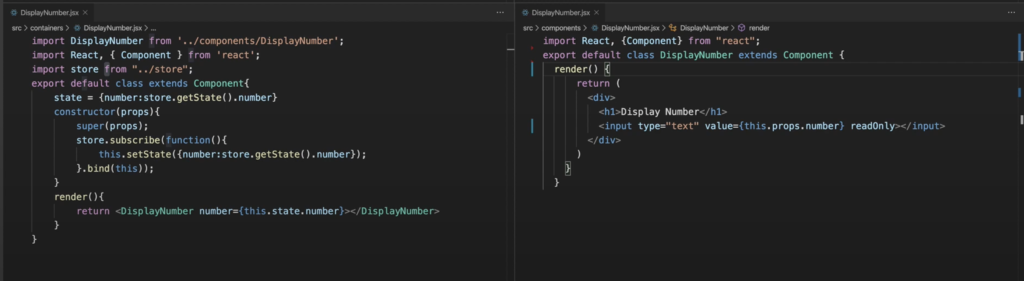 DisplayNumber.jsx ×
src > containers > DisplayNumber.jsx > ...
import DisplayNumber from '../components/DisplayNumber';
import React, { Component } from 'react';
import store from "../store";
export default class extends Component{
state = {number:store.getState().number}
constructor(props){
super(props);
store.subscribe(function(){
this.setState({number:store.getState().number});
}.bind(this));
}
render(){
return <DisplayNumber number={this.state.number}></DisplayNumber>
}
}
DisplayNumber.jsx ×
src > components > DisplayNumber.jsx > DisplayNumber > render
import React, {Component} from "react";
export default class DisplayNumber extends Component {
render() {
return (
<div>
<h1>Display Number</h1>
<input type="text" value={this.props.number} readOnly></input>
</div>
)
}
}